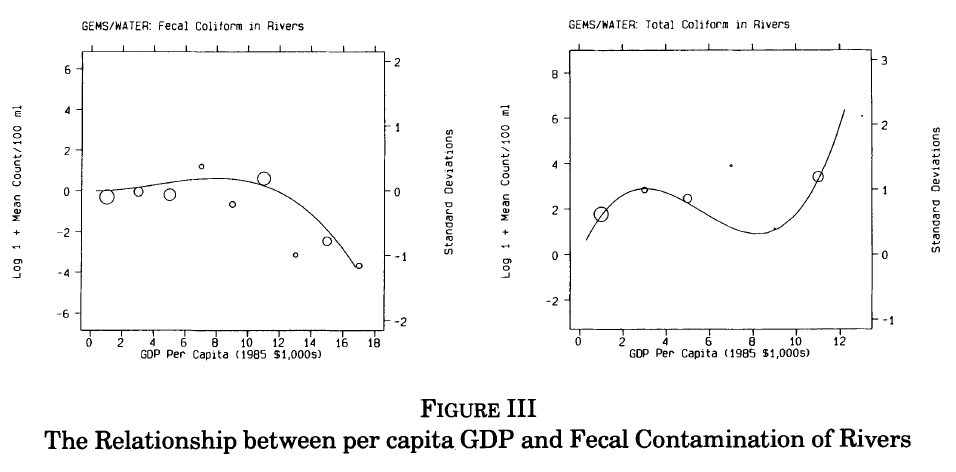 GEMS/WATER: Fecal Coliform in Rivers
Log 1 + Mean Count/100 ml
6
4
2
0
-2
-4
-6
2
1
0
-1
-2
Standard Deviations
0 2 4 6 8 10 12 14 16 18
GDP Per Capita (1985 $1,000s)
GEMS/WATER: Total Coliform in Rivers
Log 1 + Mean Count/100 ml
8
6
4
2
0
-2
3
2
1
0
-1
Standard Deviations
0 2 4 6 8 10 12
GDP Per Capita (1985 $1,000s)
FIGURE III
The Relationship between per capita GDP and Fecal Contamination of Rivers